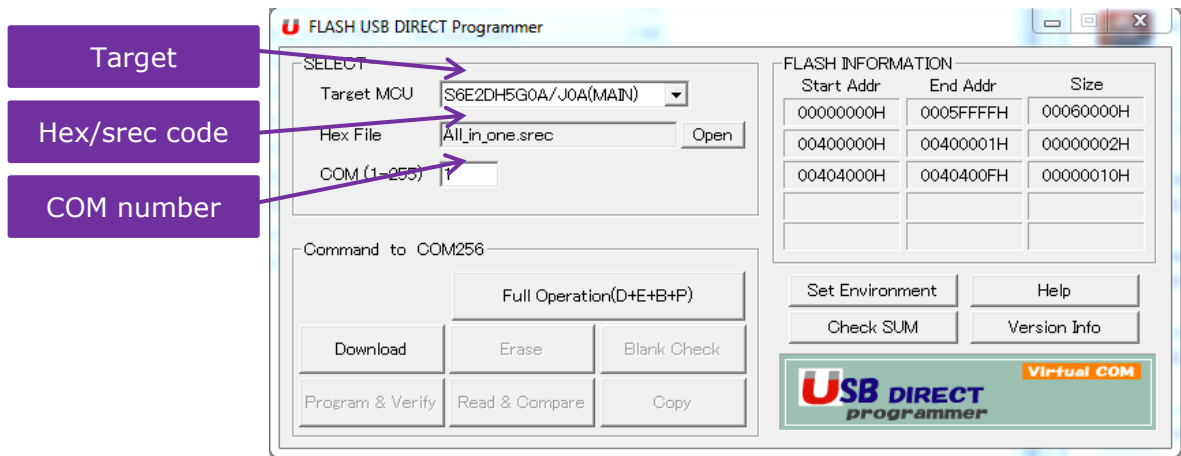 FLASH USB DIRECT Programmer
Target
Hex/srec code
COM number
SELECT
Target MCU S6E2DH5G0A/J0A(MAIN)
Hex File All_in_one.srec Open
COM (1-255) 1
FLASH INFORMATION
Start Addr End Addr Size
00000000H 0005FFFFH 00060000H
00400000H 00400001H 00000002H
00404000H 0040400FH 00000010H
Command to COM256
Full Operation(D+E+B+P)
Download Erase Blank Check
Program & Verify Read & Compare Copy
Set Environment Help
Check SUM Version Info
Virtual COM
USB DIRECT
programmer